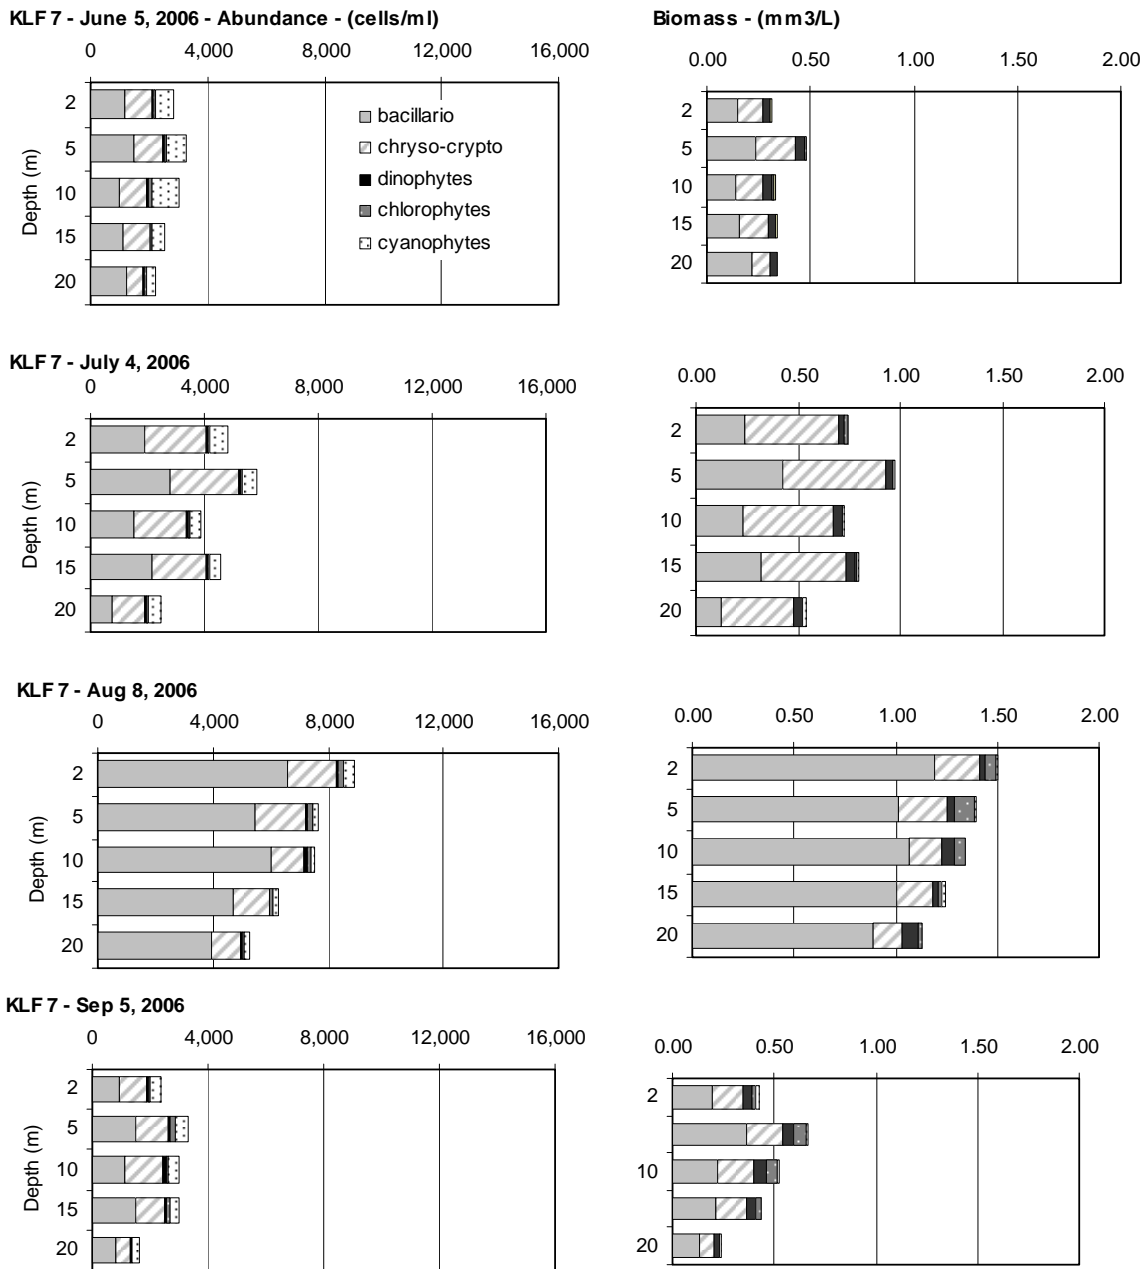 KLF 7 - June 5, 2006 - Abundance - (cells/ml)
0 4,000 8,000 12,000 16,000
Depth (m)
2
5
10
15
20
bacillario
chryso-crypto
dinophytes
chlorophytes
cyanophytes
Biomass - (mm3/L)
0.00 0.50 1.00 1.50 2.00
2
5
10
15
20
KLF 7 - July 4, 2006
0 4,000 8,000 12,000 16,000
Depth (m)
2
5
10
15
20
0.00 0.50 1.00 1.50 2.00
2
5
10
15
20
KLF 7 - Aug 8, 2006
0 4,000 8,000 12,000 16,000
Depth (m)
2
5
10
15
20
0.00 0.50 1.00 1.50 2.00
2
5
10
15
20
KLF 7 - Sep 5, 2006
0 4,000 8,000 12,000 16,000
Depth (m)
2
5
10
15
20
0.00 0.50 1.00 1.50 2.00
2
10
20